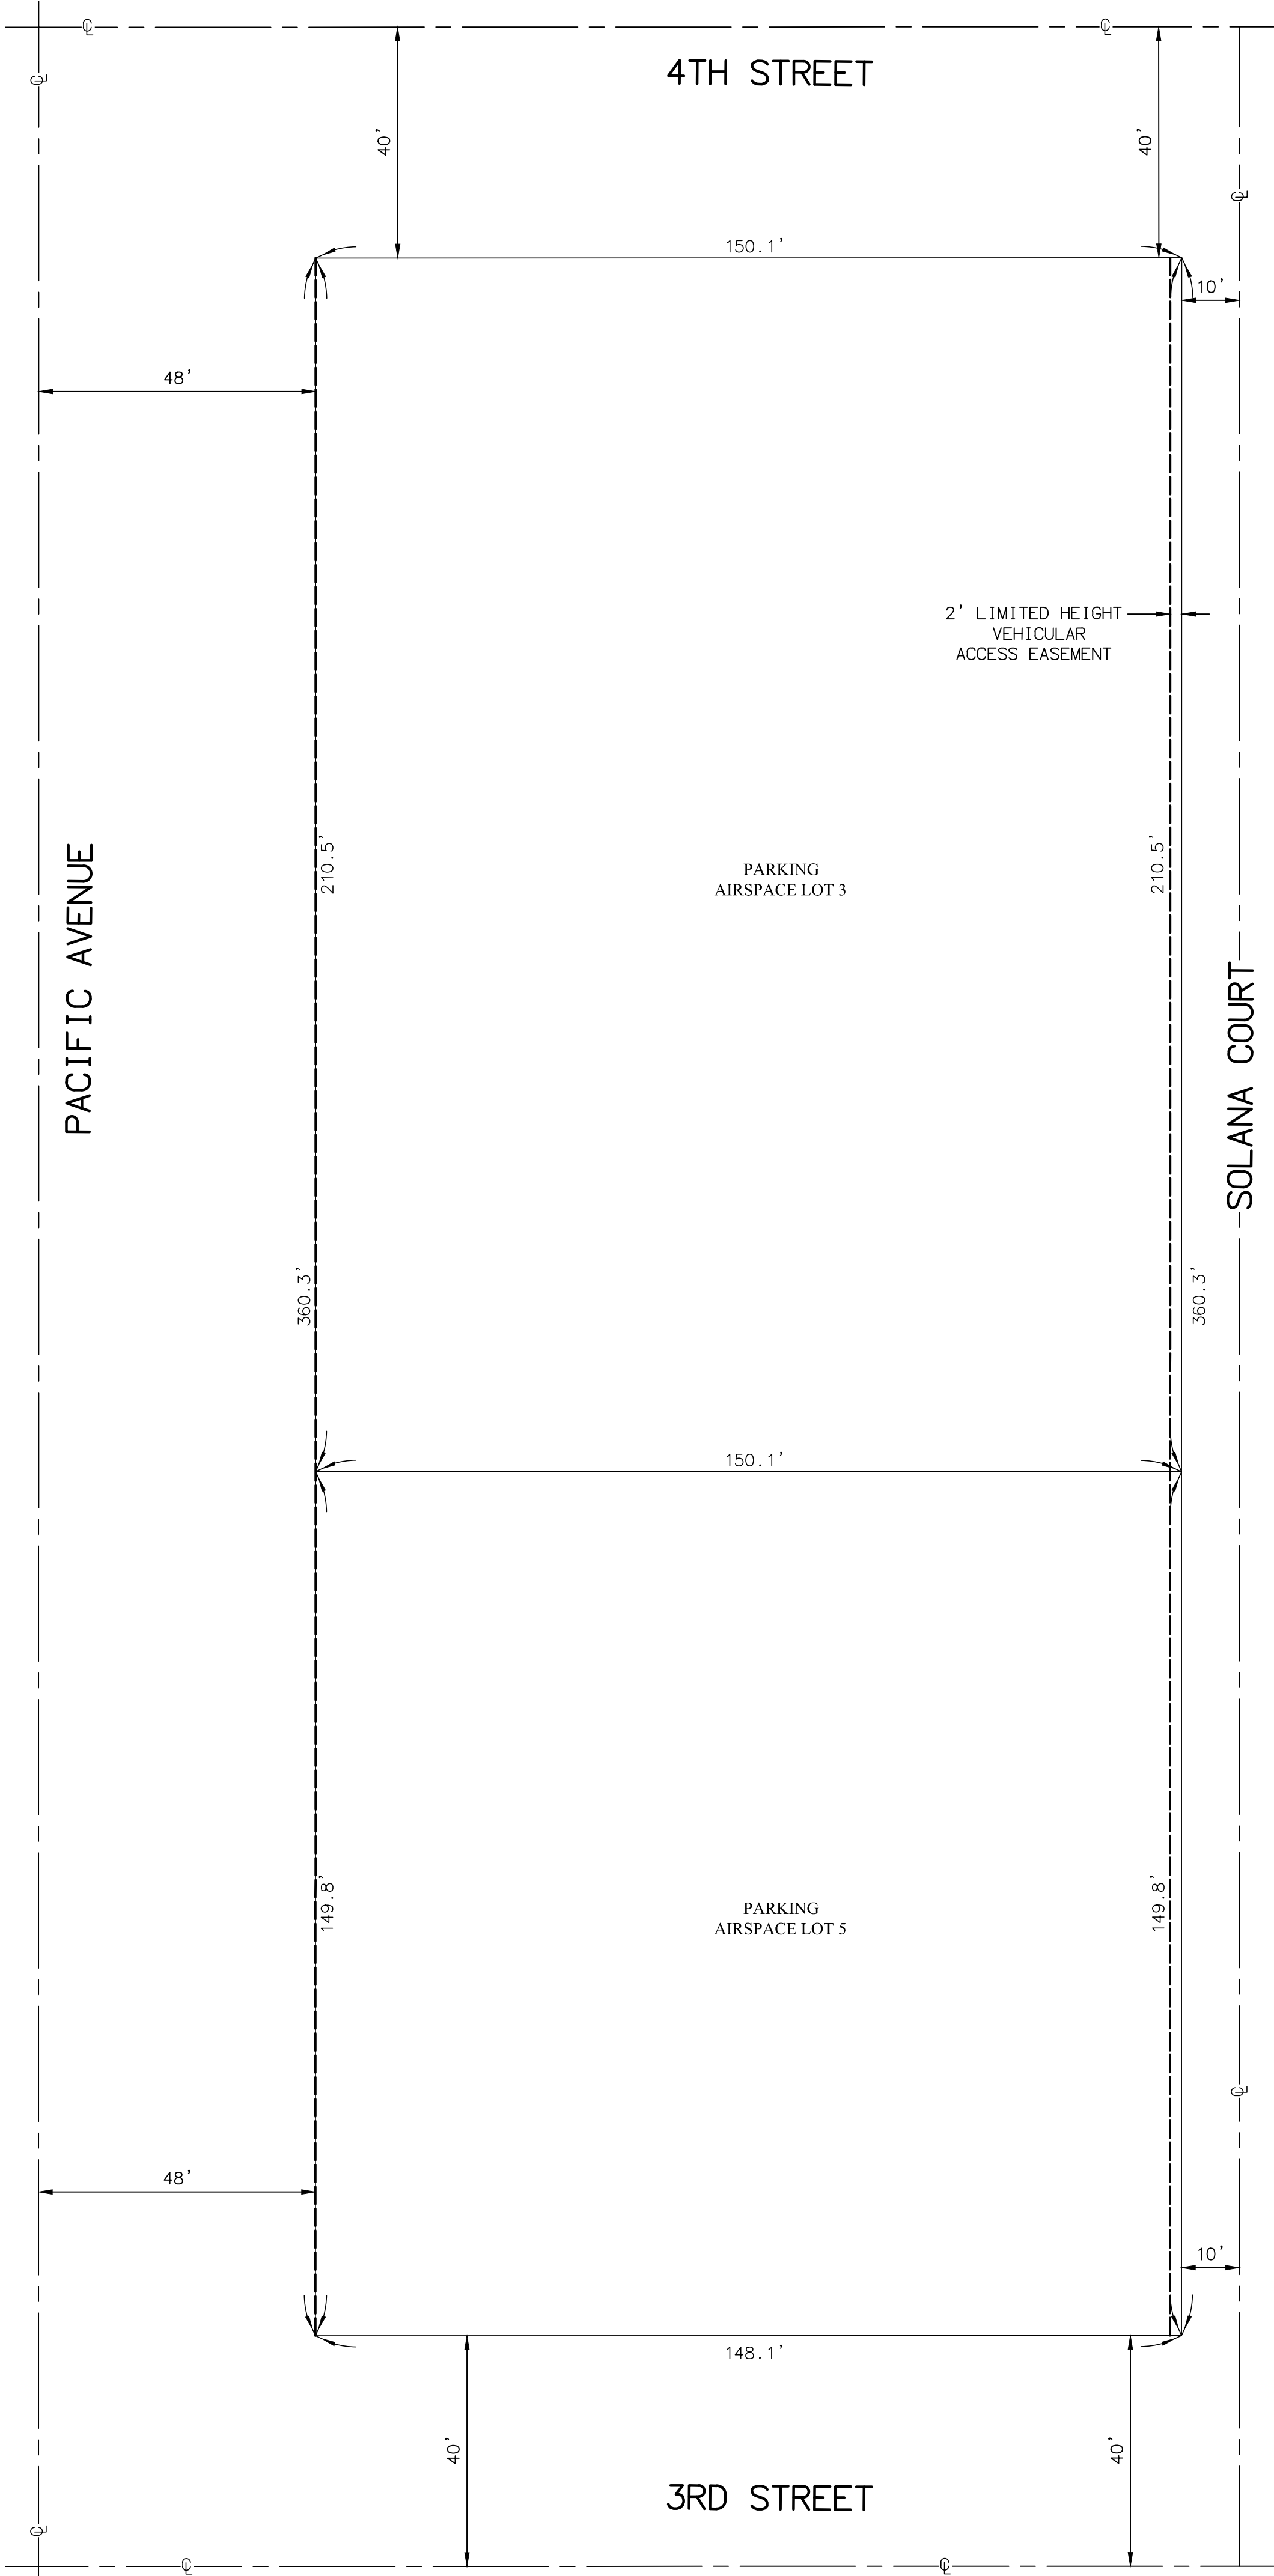 ℄
℄
℄
4TH STREET
40'
40'
℄
150.1'
10'
48'
2' LIMITED HEIGHT
VEHICULAR
ACCESS EASEMENT
PACIFIC AVENUE
210.5'
PARKING
AIRSPACE LOT 3
210.5'
SOLANA COURT
360.3'
360.3'
150.1'
149.8'
PARKING
AIRSPACE LOT 5
149.8'
℄
48'
10'
148.1'
40'
40'
3RD STREET
℄
℄
℄